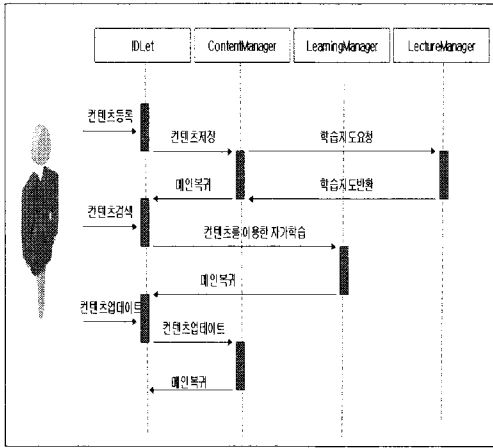 IDLet
ContentManager
LearningManager
LectureManager
컨텐츠등록
컨텐츠저장
학습지도요청
메인복귀
학습지도반환
컨텐츠검색
컨텐츠를 이용한 자가학습
메인복귀
컨텐츠업데이트
컨텐츠업데이트
메인복귀